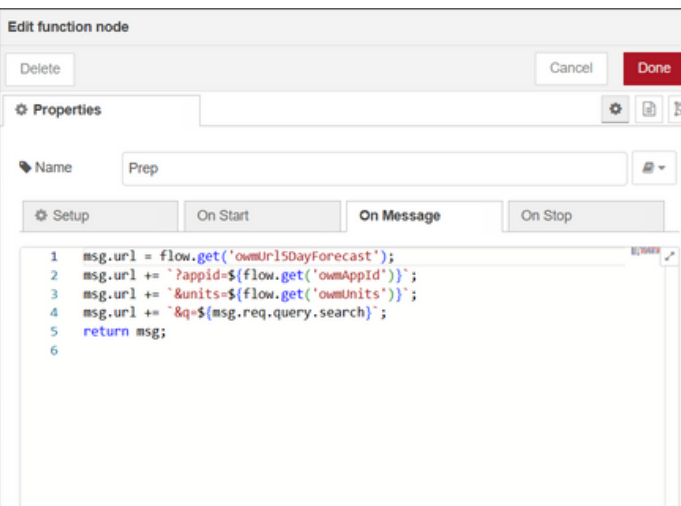 Edit function node
Delete
Cancel
Done
Properties
Name
Prep
Setup
On Start
On Message
On Stop
1 msg.url = flow.get('owmUrl5DayForecast');
2 msg.url += `?appid=${flow.get('owmAppId')}`;
3 msg.url += `&units=${flow.get('owmUnits')}`;
4 msg.url += `&q=${msg.req.query.search}`;
5 return msg;
6